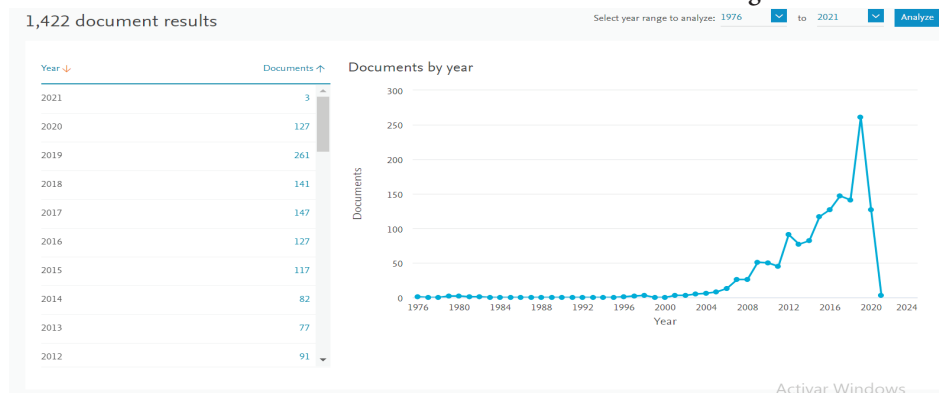 1,422 document results
Select year range to analyze: 1976 to 2021 Analyze
Year Documents
2021 3
2020 127
2019 261
2018 141
2017 147
2016 127
2015 117
2014 82
2013 77
2012 91
Documents by year
300
250
200
150
100
50
0
Documents
1976 1980 1984 1988 1992 1996 2000 2004 2008 2012 2016 2020 2024
Year
Activar Windows